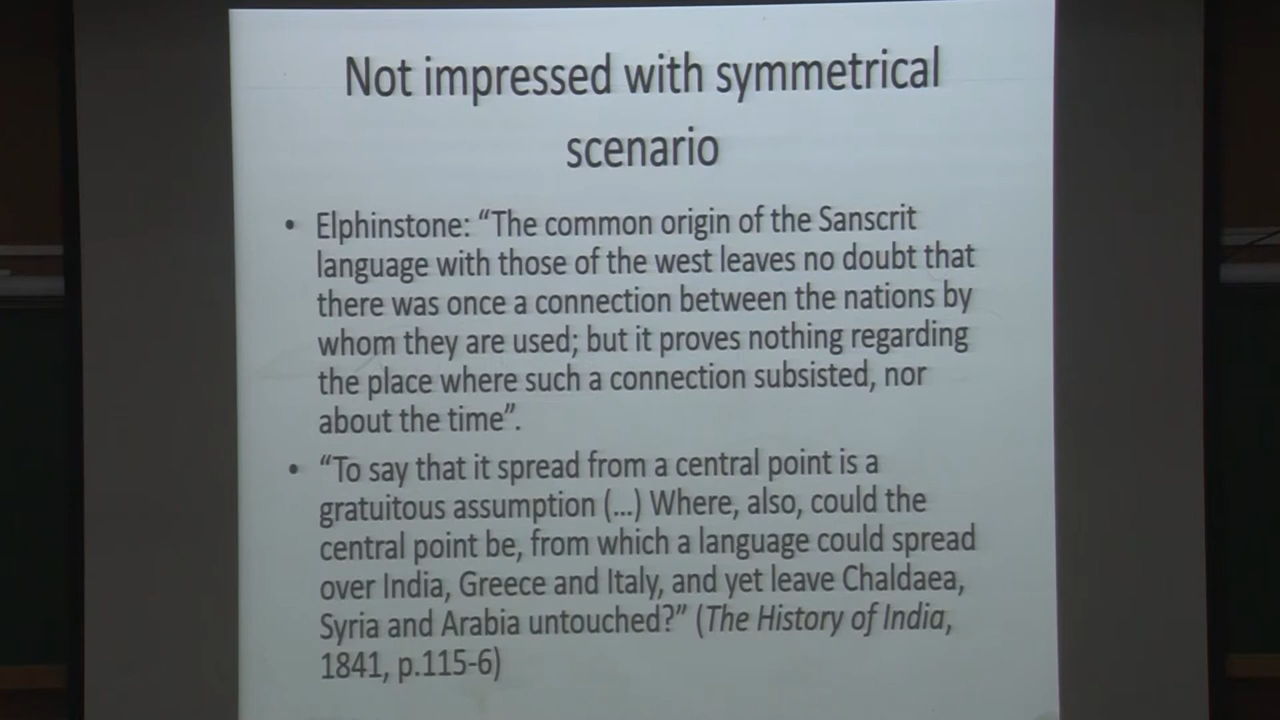 Not impressed with symmetrical
scenario
• Elphinstone: “The common origin of the Sanscrit
language with those of the west leaves no doubt that
there was once a connection between the nations by
whom they are used; but it proves nothing regarding
the place where such a connection subsisted, nor
about the time”.
• “To say that it spread from a central point is a
gratuitous assumption (...) Where, also, could the
central point be, from which a language could spread
over India, Greece and Italy, and yet leave Chaldaea,
Syria and Arabia untouched?” (The History of India,
1841, p.115-6)